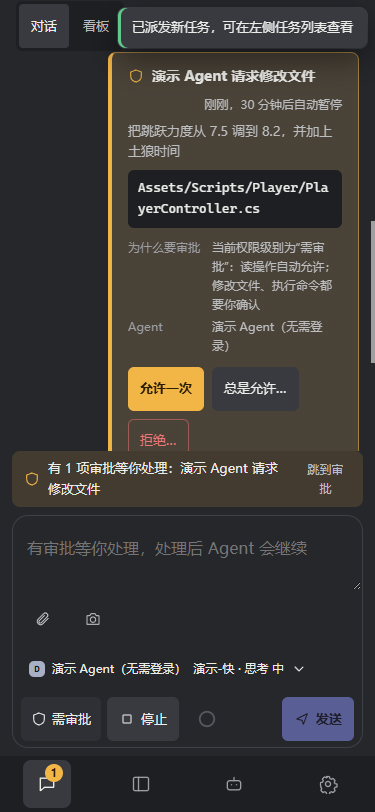 对话
看板
已派发新任务，可在左侧任务列表查看
演示 Agent 请求修改文件
刚刚，30 分钟后自动暂停
把跳跃力度从 7.5 调到 8.2，并加上
土狼时间
Assets/Scripts/Player/Pla
yerController.cs
为什么要审批
当前权限级别为“需审
批”：读操作自动允许；
修改文件、执行命令都
要你确认
Agent
演示 Agent（无需登
录）
允许一次
总是允许...
拒绝...
有 1 项审批等你处理：演示 Agent 请求
修改文件
跳到审
批
有审批等你处理，处理后 Agent 会继续
D
演示 Agent（无需登录）
演示-快 · 思考 中
需审批
停止
发送
1